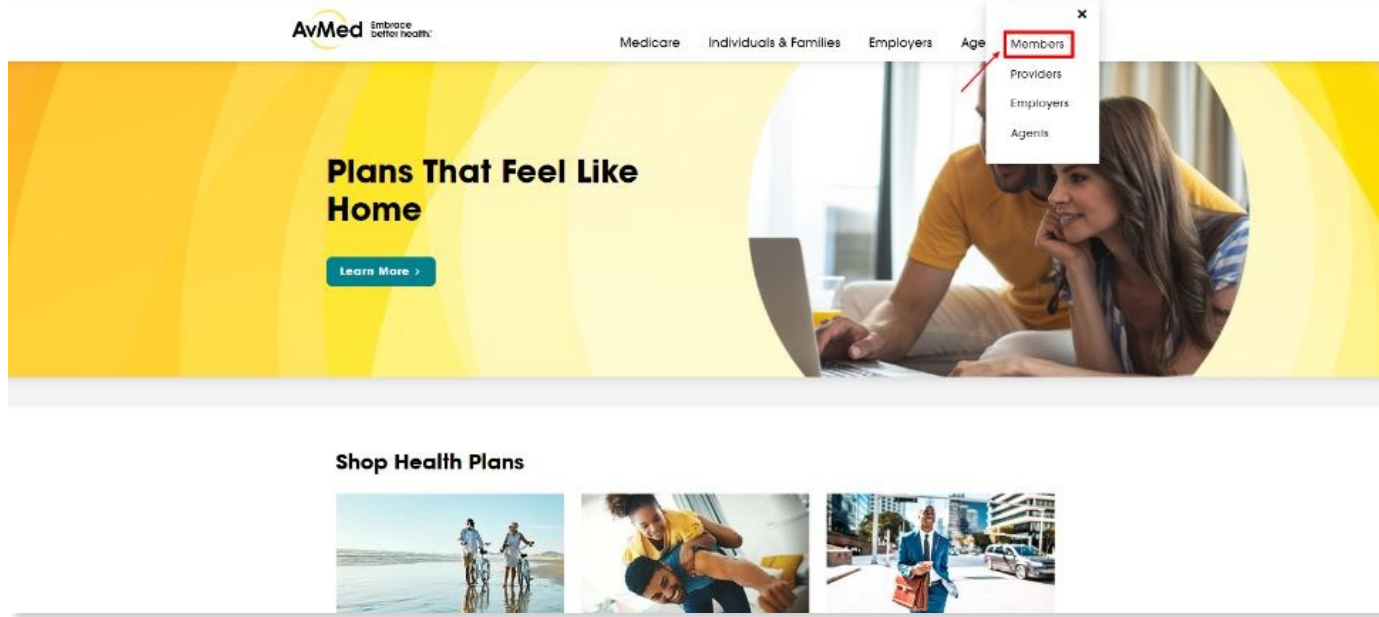 AvMed Embrace
better health.
×
Medicare Individuals & Families Employers Age
Members
Providers
Employers
Agents
Plans That Feel Like
Home
Learn More >
Shop Health Plans